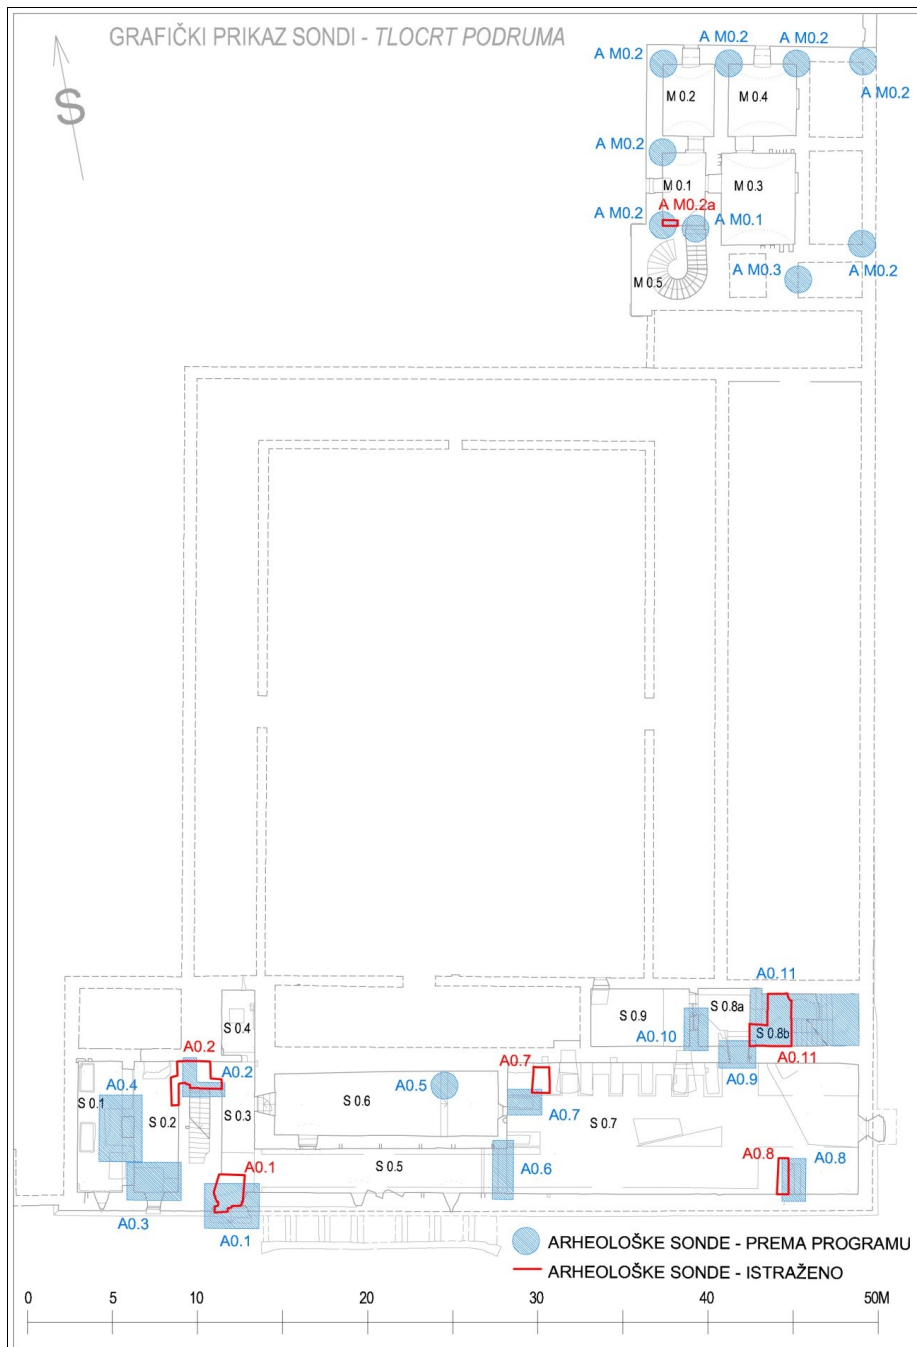 GRAFIČKI PRIKAZ SONDI - TLOCRT PODRUMA
S
A M0.2
A M0.2
A M0.2
A M0.2
M 0.2
M 0.4
A M0.2
M 0.1
M 0.3
A M0.2a
A M0.2
A M0.1
A M0.3
A M0.2
M 0.5
A0.11
S 0.9
S 0.8a
S 0.8b
S 0.4
A0.10
A0.2
A0.7
A0.9
A0.11
S 0.1
A0.4
A0.2
S 0.6
A0.5
S 0.2
S 0.3
A0.7
S 0.7
A0.1
S 0.5
A0.6
A0.8
A0.8
A0.3
A0.1
ARHEOLOŠKE SONDE - PREMA PROGRAMU
ARHEOLOŠKE SONDE - ISTRAŽENO
0 5 10 20 30 40 50M